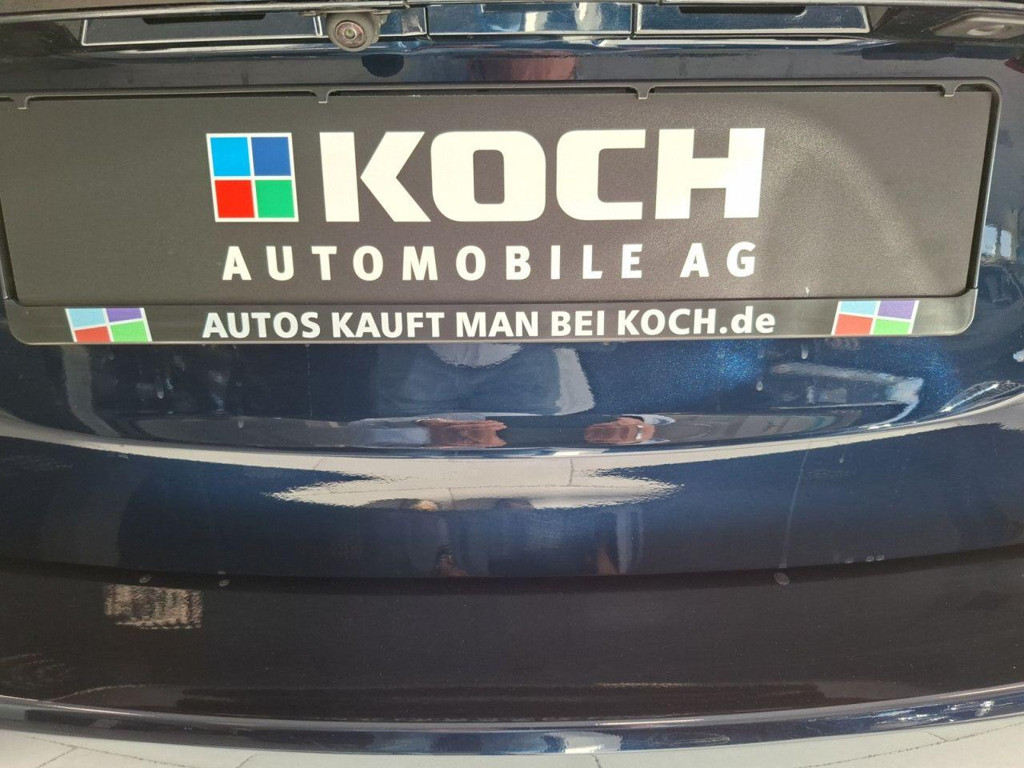 KOCH
AUTOMOBILE AG
AUTOS KAUFT MAN BEI KOCH.de